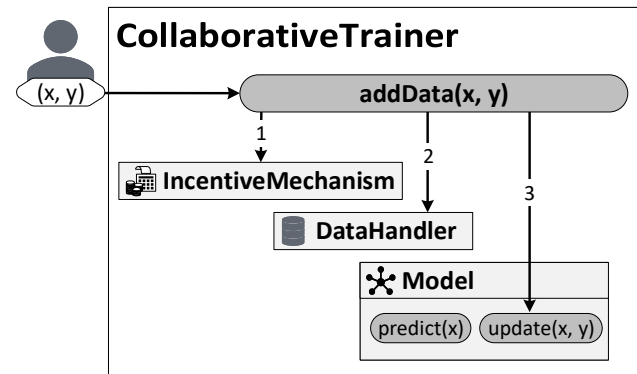 CollaborativeTrainer
(x, y)
addData(x, y)
1
2
3
IncentiveMechanism
DataHandler
Model
predict(x)
update(x, y)